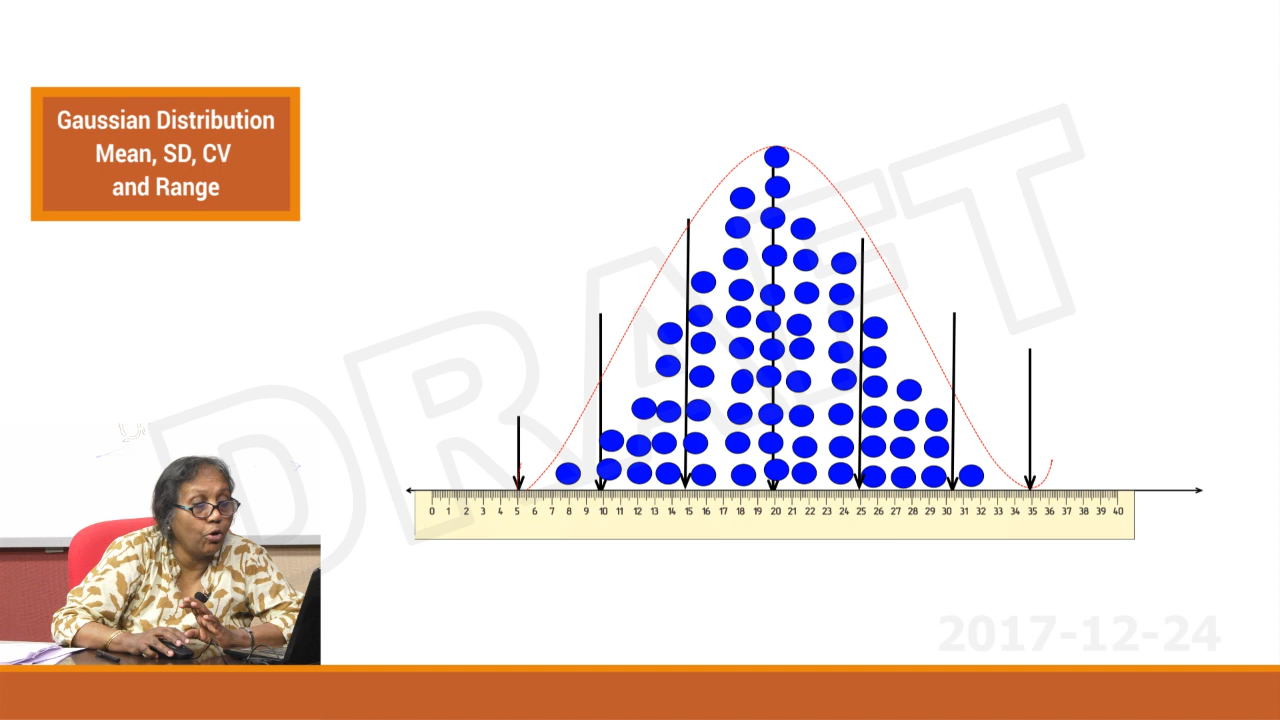 Gaussian Distribution
Mean, SD, CV
and Range
DRAFT
0 1 2 3 4 5 6 7 8 9 10 11 12 13 14 15 16 17 18 19 20 21 22 23 24 25 26 27 28 29 30 31 32 33 34 35 36 37 38 39 40
2017-12-24